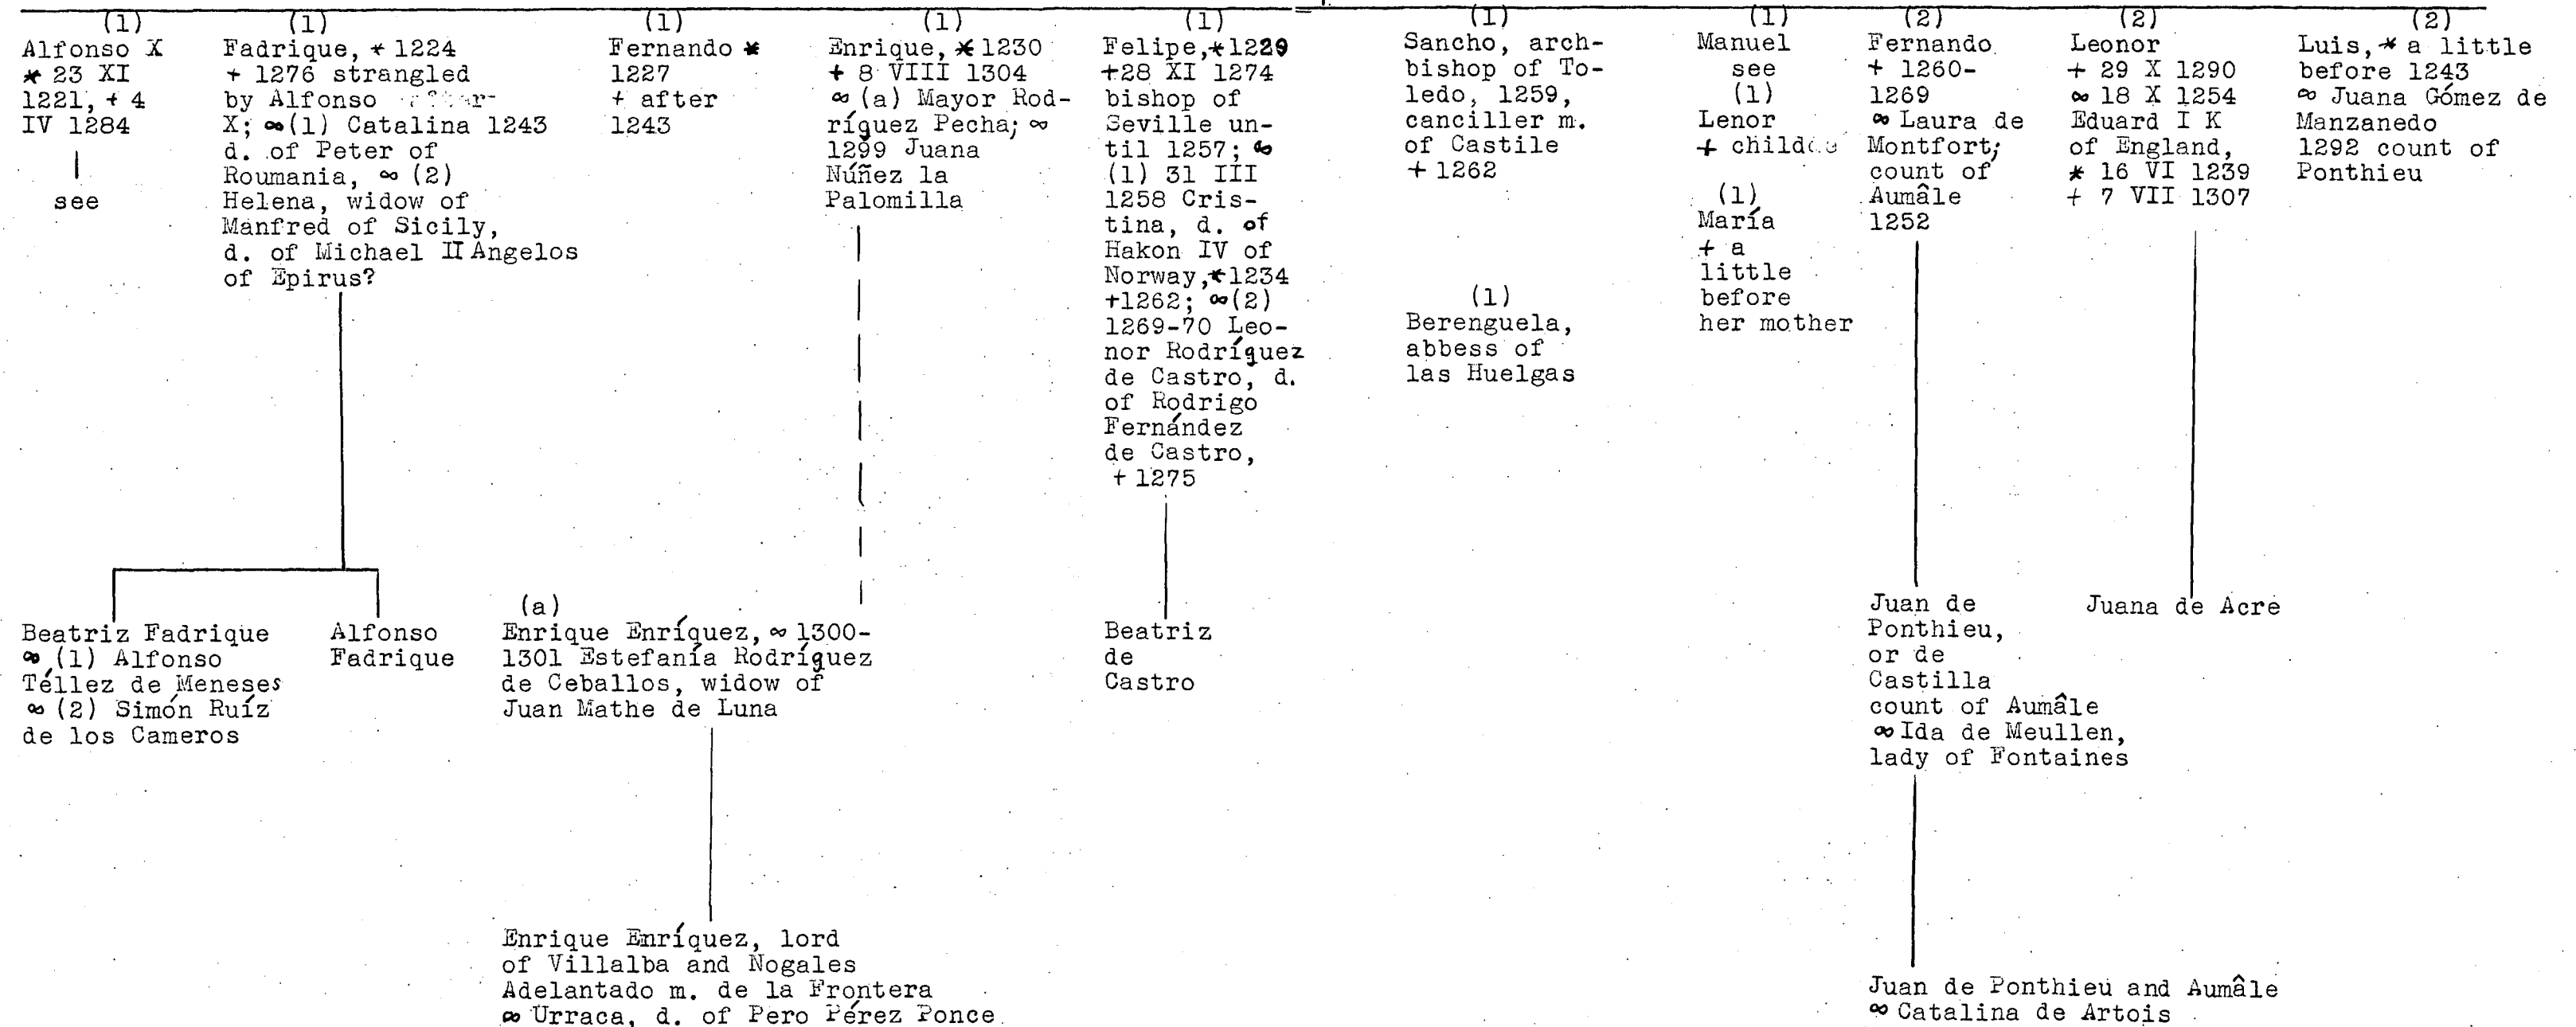 (1)
Alfonso X
* 23 XI
1221, + 4
IV 1284
see
(1)
Fadrique, * 1224
+ 1276 strangled
by Alfonso
X; ∞(1) Catalina 1243
d. of Peter of
Roumania, ∞ (2)
Helena, widow of
Manfred of Sicily,
d. of Michael II Angelos
of Epirus?
(1)
Fernando *
1227
+ after
1243
(1)
Enrique, * 1230
+ 8 VIII 1304
∞ (a) Mayor Rod-
ríguez Pecha; ∞
1299 Juana
Núñez la
Palomilla
(1)
Felipe, * 1229
+28 XI 1274
bishop of
Seville un-
til 1257; ∞
(1) 31 III
1258 Cris-
tina, d. of
Hakon IV of
Norway, * 1234
+1262; ∞(2)
1269-70 Leo-
nor Rodríguez
de Castro, d.
of Rodrigo
Fernández
de Castro,
+ 1275
(1)
Sancho, arch-
bishop of To-
ledo, 1259,
canciller m.
of Castile
+ 1262
(1)
Berenguela,
abbess of
las Huelgas
(1)
Manuel
see
(1)
Lenor
+
(1)
María
+ a
little
before
her mother
(2)
Fernando
+ 1260-
1269
∞ Laura de
Montfort;
count of
Aumâle
1252
(2)
Leonor
+ 29 X 1290
∞ 18 X 1254
Eduard I K
of England,
* 16 VI 1239
+ 7 VII 1307
(2)
Luis, * a little
before 1243
∞ Juana Gómez de
Manzanedo
1292 count of
Ponthieu
Beatriz Fadrique
∞ (1) Alfonso
Téllez de Meneses
∞ (2) Simón Ruíz
de los Cameros
Alfonso
Fadrique
(a)
Enrique Enríquez, ∞ 1300-
1301 Estefanía Rodríguez
de Ceballos, widow of
Juan Mathe de Luna
Beatriz
de
Castro
Juan de
Ponthieu,
or de
Castilla
count of Aumâle
∞ Ida de Meullen,
lady of Fontaines
Juana de Acre
Enrique Enríquez, lord
of Villalba and Nogales
Adelantado m. de la Frontera
∞ Urraca, d. of Pero Pérez Ponce
Juan de Ponthieu and Aumâle
∞ Catalina de Artois